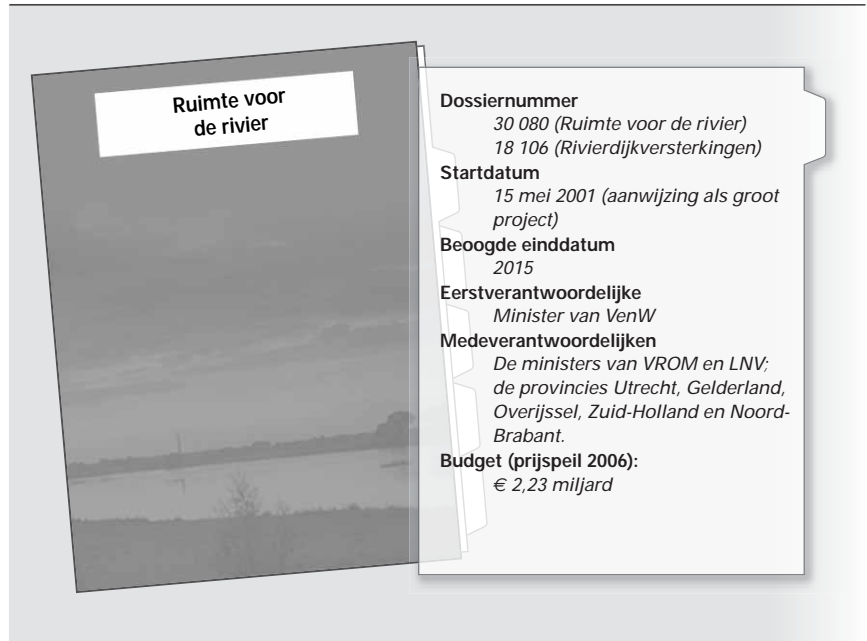 Ruimte voor
de rivier
Dossiernummer
30 080 (Ruimte voor de rivier)
18 106 (Rivierdijkversterkingen)
Startdatum
15 mei 2001 (aanwijzing als groot
project)
Beoogde einddatum
2015
Eerstverantwoordelijke
Minister van VenW
Medeverantwoordelijken
De ministers van VROM en LNV;
de provincies Utrecht, Gelderland,
Overijssel, Zuid-Holland en Noord-
Brabant.
Budget (prijspeil 2006):
€ 2,23 miljard